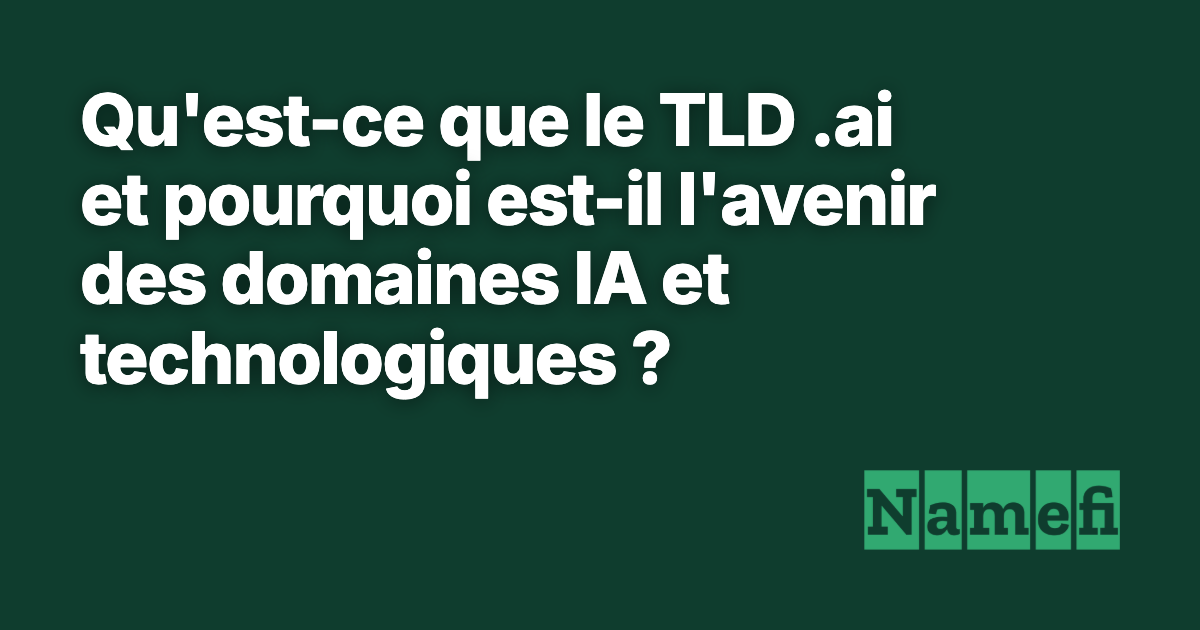 Qu'est-ce que le TLD .ai
et pourquoi est-il l'avenir
des domaines IA et
technologiques ?
Namefi